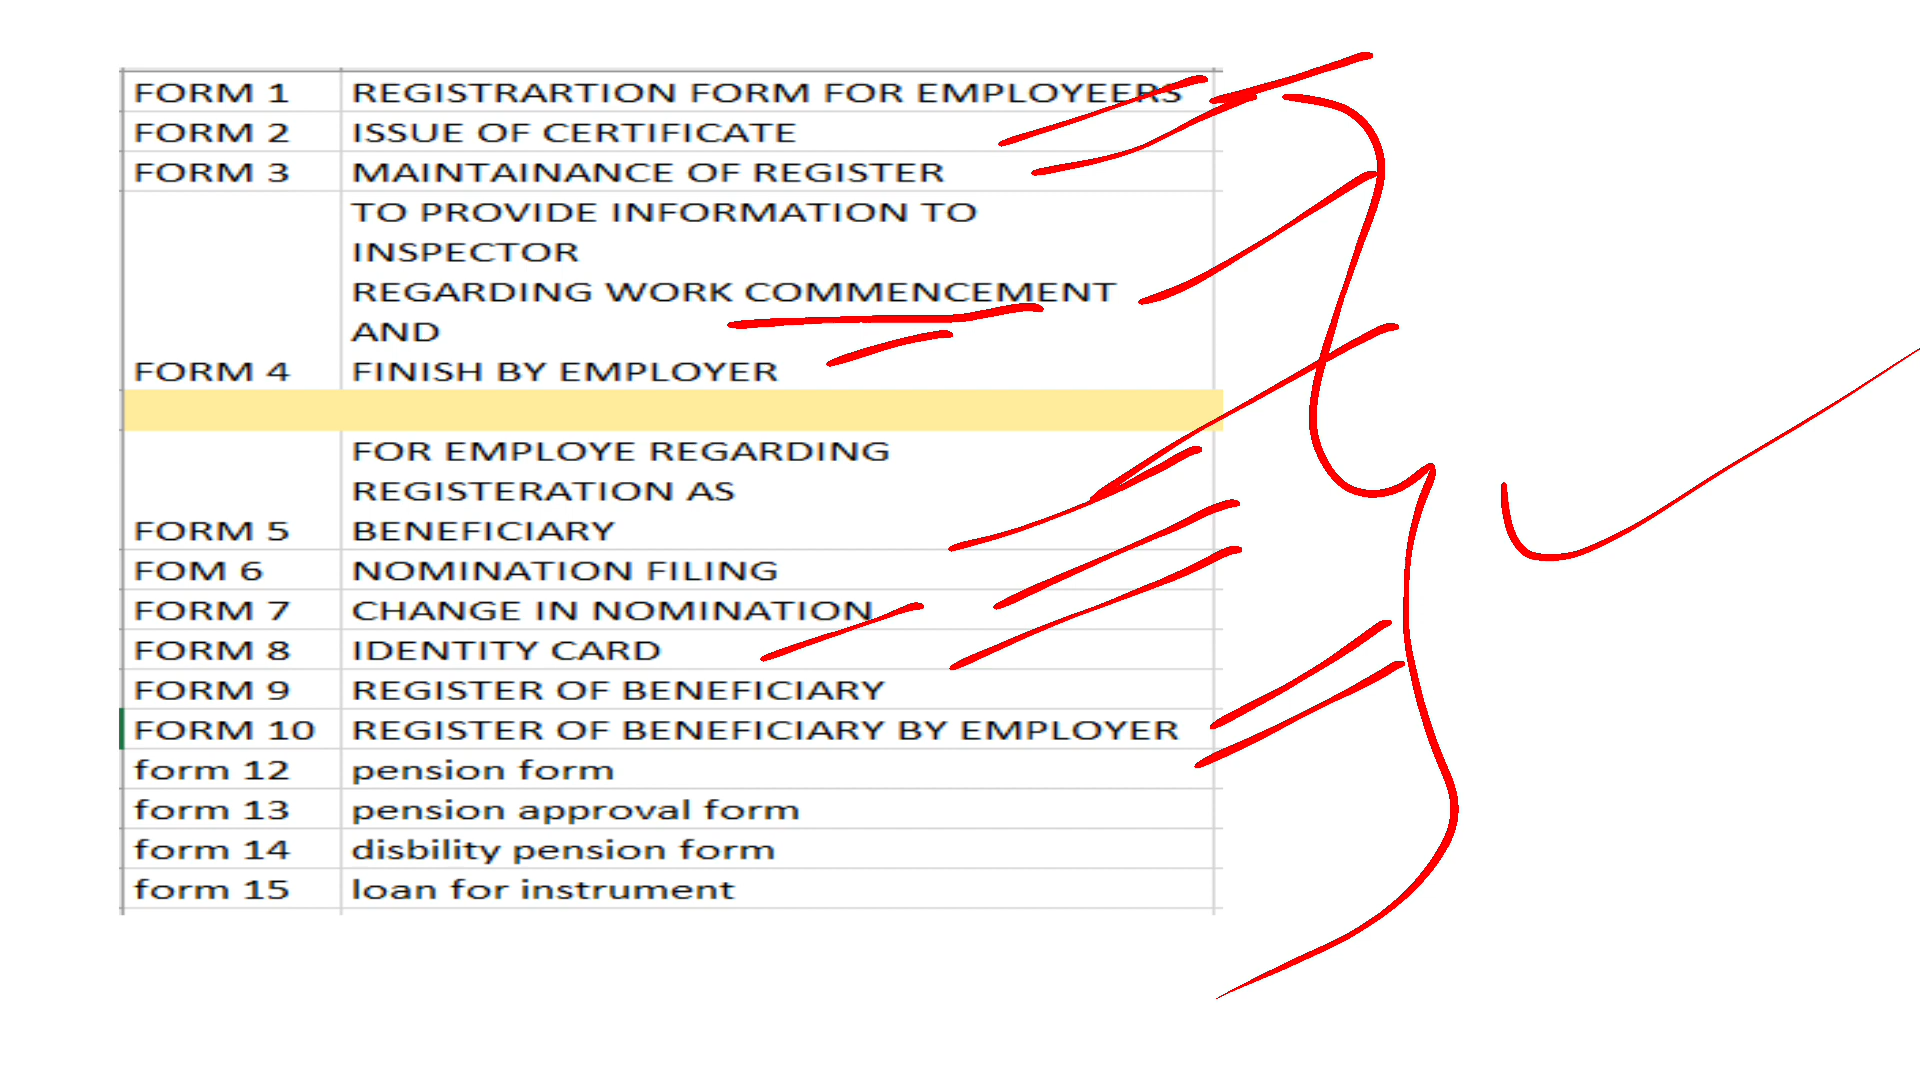 FORM 1 REGISTRARTION FORM FOR EMPLOYEERS
FORM 2 ISSUE OF CERTIFICATE
FORM 3 MAINTAINANCE OF REGISTER
TO PROVIDE INFORMATION TO
INSPECTOR
REGARDING WORK COMMENCEMENT
AND
FORM 4 FINISH BY EMPLOYER
FOR EMPLOYE REGARDING
REGISTERATION AS
FORM 5 BENEFICIARY
FOM 6 NOMINATION FILING
FORM 7 CHANGE IN NOMINATION
FORM 8 IDENTITY CARD
FORM 9 REGISTER OF BENEFICIARY
FORM 10 REGISTER OF BENEFICIARY BY EMPLOYER
form 12 pension form
form 13 pension approval form
form 14 disbility pension form
form 15 loan for instrument